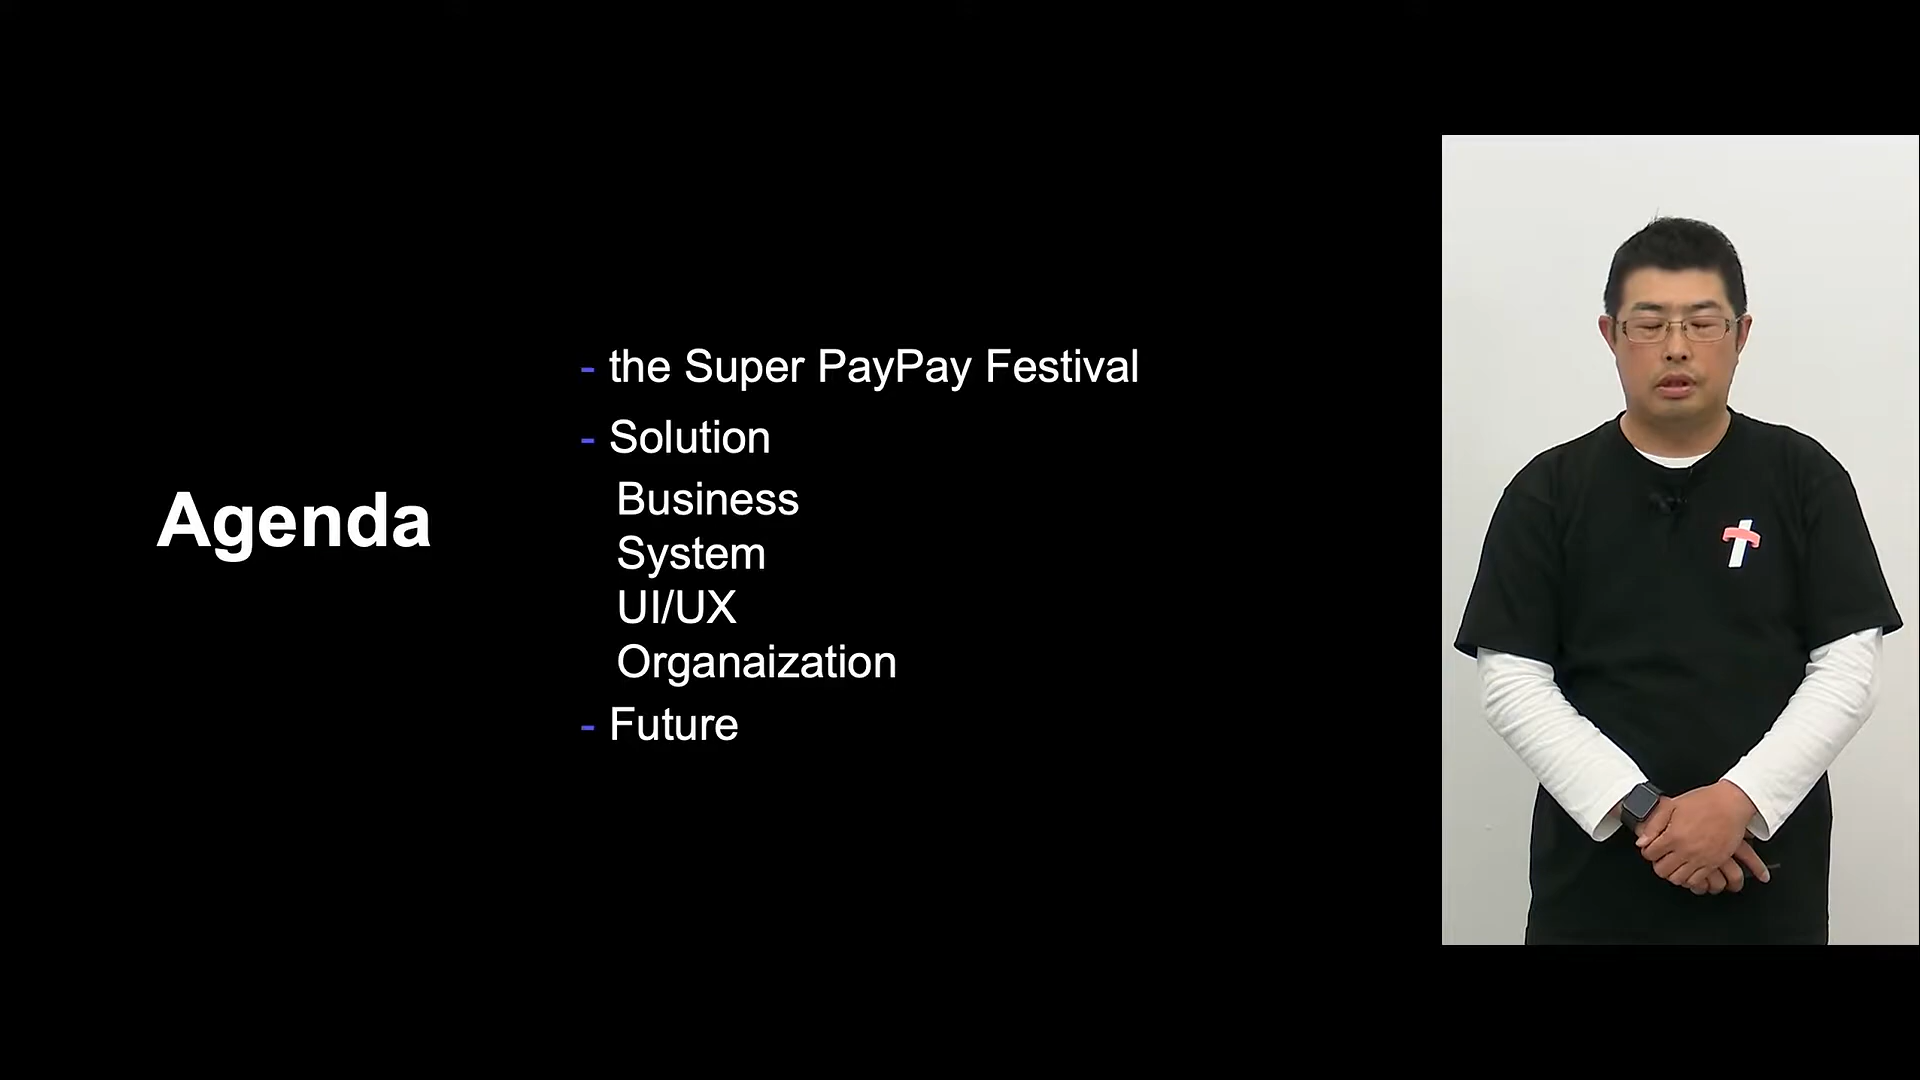 Agenda
- the Super PayPay Festival
- Solution
Business
System
UI/UX
Organaization
- Future